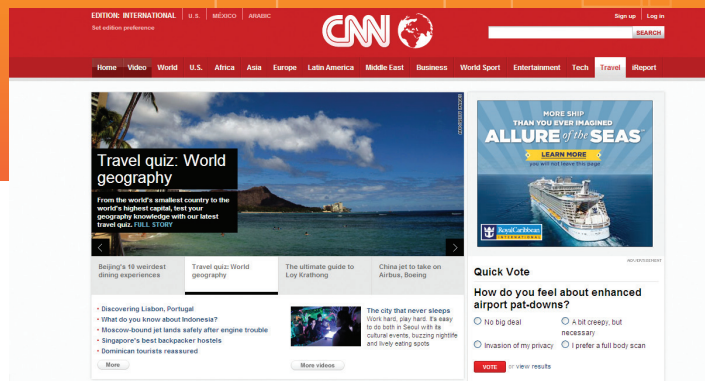 EDITION: INTERNATIONAL U.S. MÉXICO ARABIC
Set edition preference
CNN
Sign up Log in
SEARCH
Home Video World U.S. Africa Asia Europe Latin America Middle East Business World Sport Entertainment Tech Travel iReport
Travel quiz: World
geography
From the world's smallest country to the
world's highest capital, test your
geography knowledge with our latest
travel quiz. FULL STORY
Beijing's 10 weirdest
dining experiences
Travel quiz: World
geography
The ultimate guide to
Loy Krathong
China jet to take on
Airbus, Boeing
• Discovering Lisbon, Portugal
• What do you know about Indonesia?
• Moscow-bound jet lands safely after engine trouble
• Singapore's best backpacker hostels
• Dominican tourists reassured
More
The city that never sleeps
Work hard, play hard. It's easy
to do both in Seoul with its
cultural events, buzzing nightlife
and lively eating spots
More videos
MORE SHIP
THAN YOU EVER IMAGINED
ALLURE of the SEAS
LEARN MORE
you will not leave this page
RoyalCaribbean
INTERNATIONAL
ADVERTISEMENT
Quick Vote
How do you feel about enhanced
airport pat-downs?
No big deal
A bit creepy, but
necessary
Invasion of my privacy
I prefer a full body scan
VOTE or view results